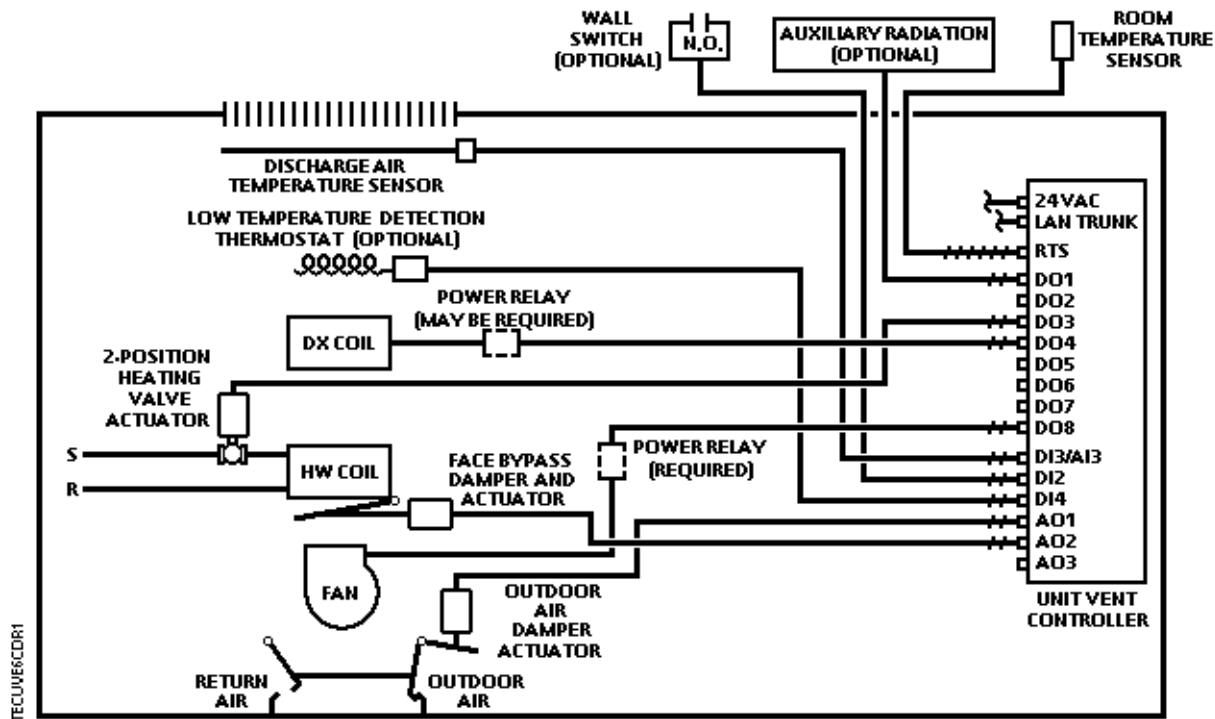 WALL
SWITCH
(OPTIONAL)
N.O.
AUXILIARY RADIATION
(OPTIONAL)
ROOM
TEMPERATURE
SENSOR
DISCHARGE AIR
TEMPERATURE SENSOR
LOW TEMPERATURE DETECTION
THERMOSTAT (OPTIONAL)
POWER RELAY
(MAY BE REQUIRED)
DX COIL
2-POSITION
HEATING
VALVE
ACTUATOR
S
R
HW COIL
FACE BYPASS
DAMPER AND
ACTUATOR
POWER RELAY
(REQUIRED)
FAN
OUTDOOR
AIR
DAMPER
ACTUATOR
RETURN
AIR
OUTDOOR
AIR
24 VAC
LAN TRUNK
RTS
DO1
DO2
DO3
DO4
DO5
DO6
DO7
DO8
DI3/AI3
DI2
DI4
AO1
AO2
AO3
UNIT VENT
CONTROLLER
TECUVE6CDR1